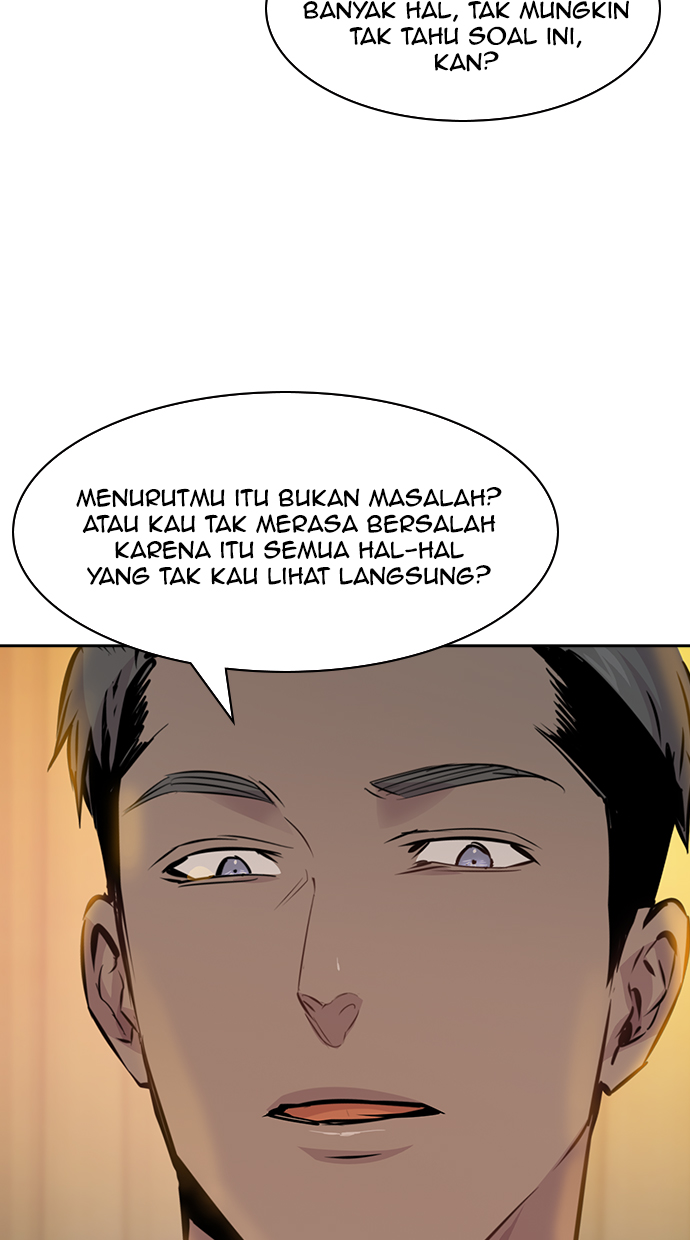 BANYAK HAL, TAK MUNGKIN
TAK TAHU SOAL INI,
KAN?
MENURUTMU ITU BUKAN MASALAH?
ATAU KAU TAK MERASA BERSALAH
KARENA ITU SEMUA HAL-HAL
YANG TAK KAU LIHAT LANGSUNG?